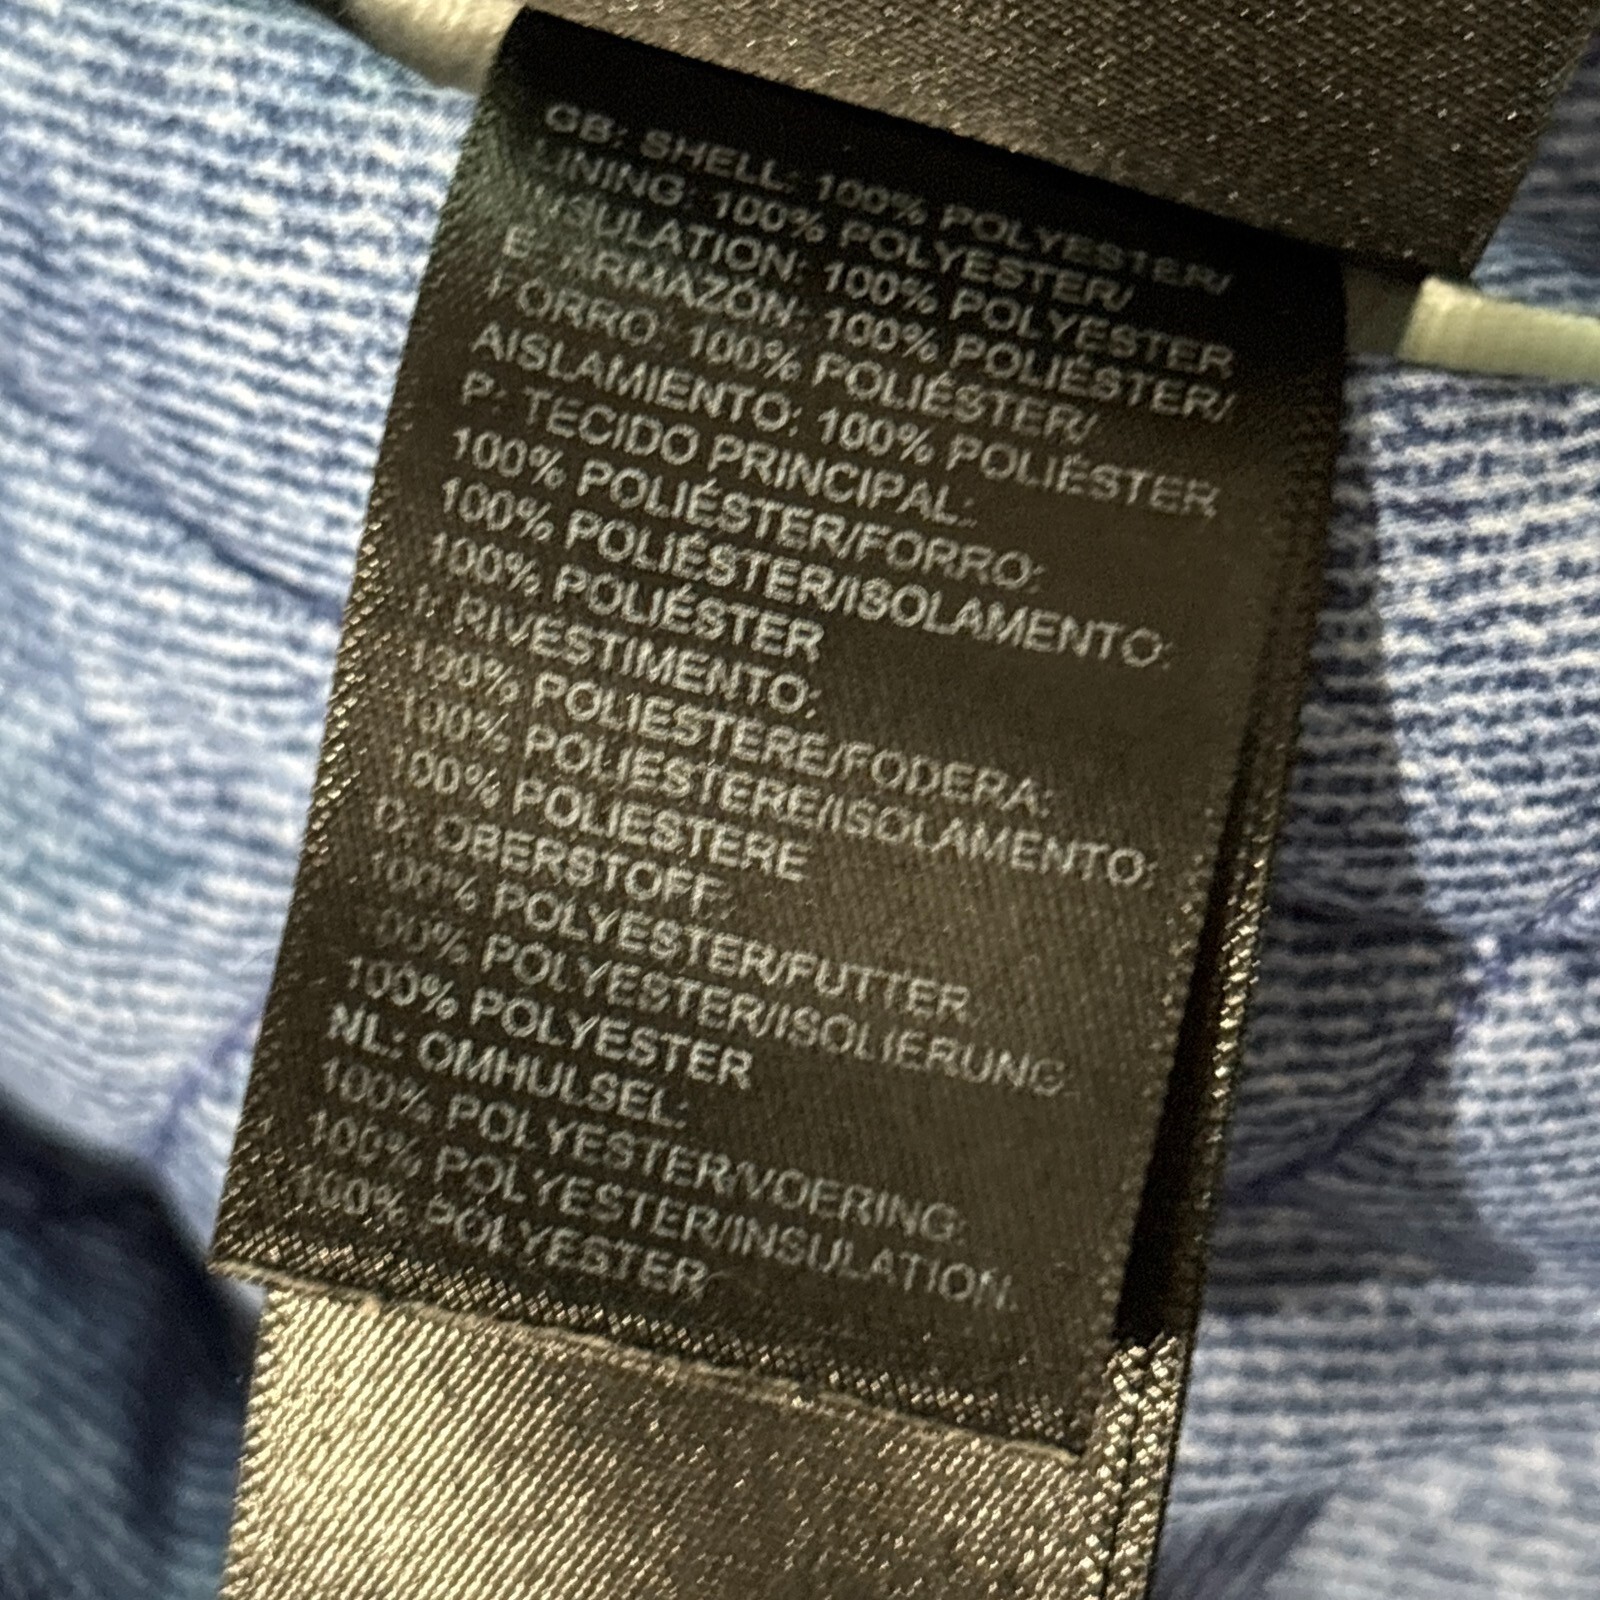 GB: SHELL: 100% POLYESTER/
LINING: 100% POLYESTER/
INSULATION: 100% POLYESTER
E: ARMAZÓN: 100% POLIÉSTER/
FORRO: 100% POLIÉSTER/
AISLAMIENTO: 100% POLIÉSTER
P: TECIDO PRINCIPAL:
100% POLIÉSTER/FORRO:
100% POLIÉSTER/ISOLAMENTO:
100% POLIÉSTER
I: RIVESTIMENTO:
100% POLIESTERE/FODERA:
100% POLIESTERE/ISOLAMENTO:
100% POLIESTERE
D: OBERSTOFF:
100% POLYESTER/FUTTER:
100% POLYESTER/ISOLIERUNG:
100% POLYESTER
NL: OMHULSEL:
100% POLYESTER/VOERING:
100% POLYESTER/INSULATION:
100% POLYESTER